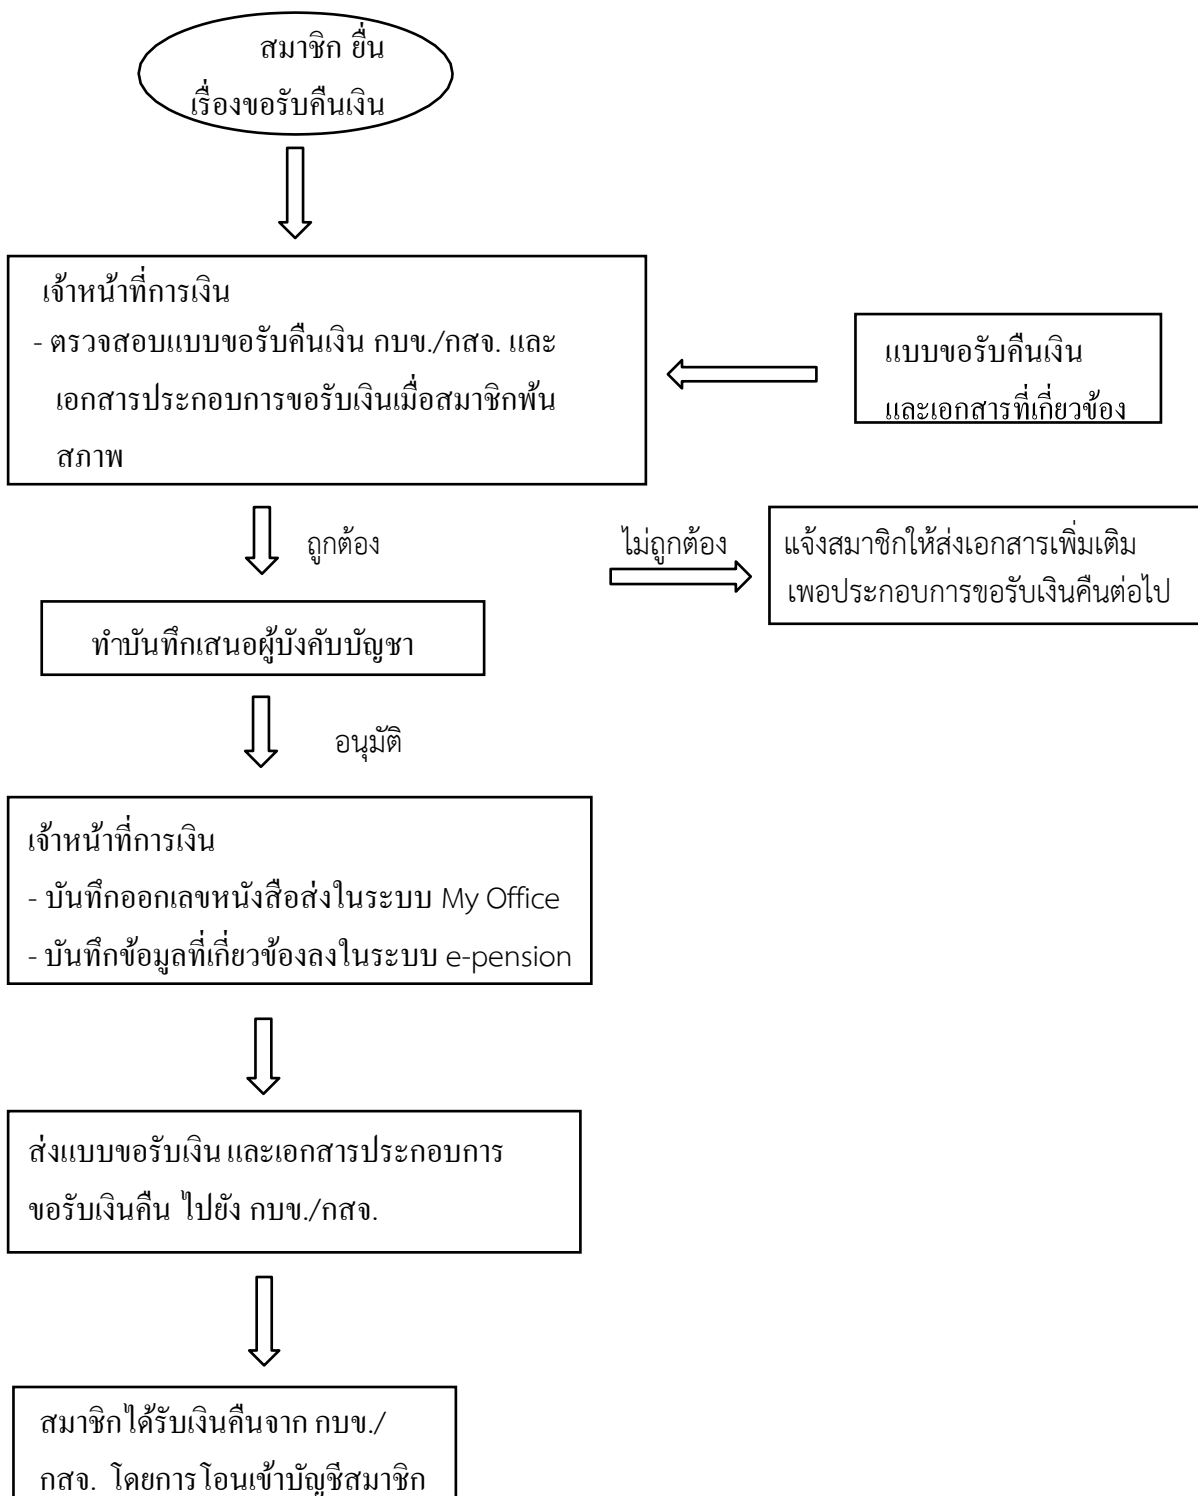 สมาชิก ยื่น
เรื่องขอรับคืนเงิน
เจ้าหน้าที่การเงิน
- ตรวจสอบแบบขอรับคืนเงิน กบข./กสจ. และ
เอกสารประกอบการขอรับเงินเมื่อสมาชิกพ้น
สภาพ
แบบขอรับคืนเงิน
และเอกสารที่เกี่ยวข้อง
ถูกต้อง
ไม่ถูกต้อง
แจ้งสมาชิกให้ส่งเอกสารเพิ่มเติม
เพอประกอบการขอรับเงินคืนต่อไป
ทำบันทึกเสนอผู้บังคับบัญชา
อนุมัติ
เจ้าหน้าที่การเงิน
- บันทึกออกเลขหนังสือส่งในระบบ My Office
- บันทึกข้อมูลที่เกี่ยวข้องลงในระบบ e-pension
ส่งแบบขอรับเงิน และเอกสารประกอบการ
ขอรับเงินคืน ไปยัง กบข./กสจ.
สมาชิกได้รับเงินคืนจาก กบข./
กสจ. โดยการโอนเข้าบัญชีสมาชิก